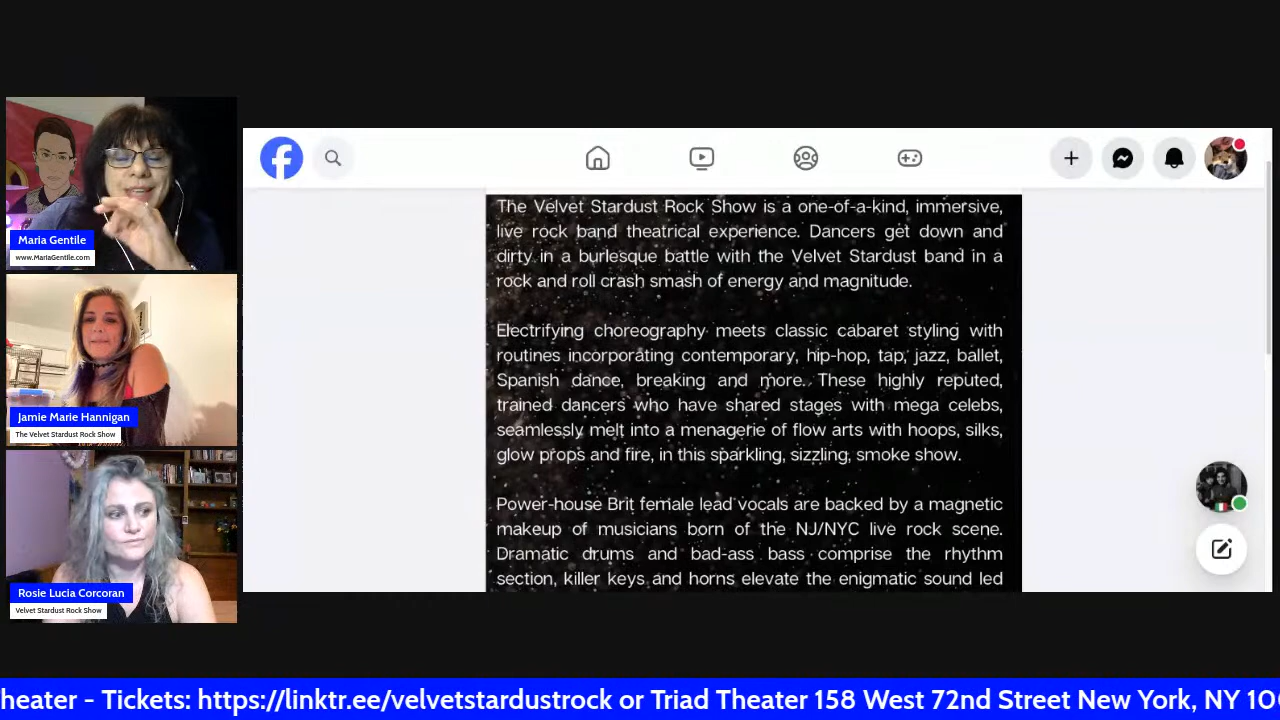 Maria Gentile
www.MariaGentile.com
Jamie Marie Hannigan
The Velvet Stardust Rock Show
Rosie Lucia Corcoran
Velvet Stardust Rock Show
The Velvet Stardust Rock Show is a one-of-a-kind, immersive,
live rock band theatrical experience. Dancers get down and
dirty in a burlesque battle with the Velvet Stardust band in a
rock and roll crash smash of energy and magnitude.
Electrifying choreography meets classic cabaret styling with
routines incorporating contemporary, hip-hop, tap, jazz, ballet,
Spanish dance, breaking and more. These highly reputed,
trained dancers who have shared stages with mega celebs,
seamlessly melt into a menagerie of flow arts with hoops, silks,
glow props and fire, in this sparkling, sizzling, smoke show.
Power-house Brit female lead vocals are backed by a magnetic
makeup of musicians born of the NJ/NYC live rock scene.
Dramatic drums and bad-ass bass comprise the rhythm
section, killer keys and horns elevate the enigmatic sound led
heater - Tickets: https://linktr.ee/velvetstardustrock or Triad Theater 158 West 72nd Street New York, NY 10